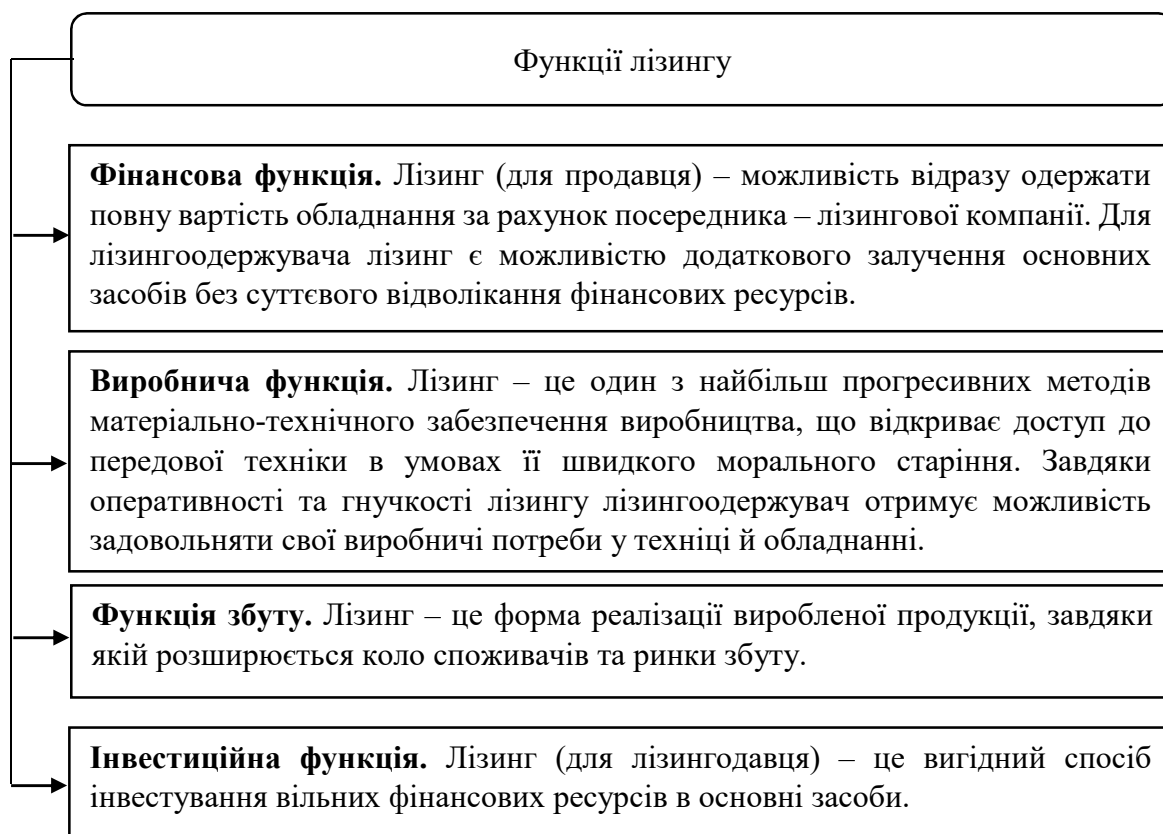 Функції лізингу
Фінансова функція. Лізинг (для продавця) – можливість відразу одержати
повну вартість обладнання за рахунок посередника – лізингової компанії. Для
лізингоодержувача лізинг є можливістю додаткового залучення основних
засобів без суттєвого відволікання фінансових ресурсів.
Виробнича функція. Лізинг – це один з найбільш прогресивних методів
матеріально-технічного забезпечення виробництва, що відкриває доступ до
передової техніки в умовах її швидкого морального старіння. Завдяки
оперативності та гнучкості лізингу лізингоодержувач отримує можливість
задовольняти свої виробничі потреби у техніці й обладнанні.
Функція збуту. Лізинг – це форма реалізації виробленої продукції, завдяки
якій розширюється коло споживачів та ринки збуту.
Інвестиційна функція. Лізинг (для лізингодавця) – це вигідний спосіб
інвестування вільних фінансових ресурсів в основні засоби.